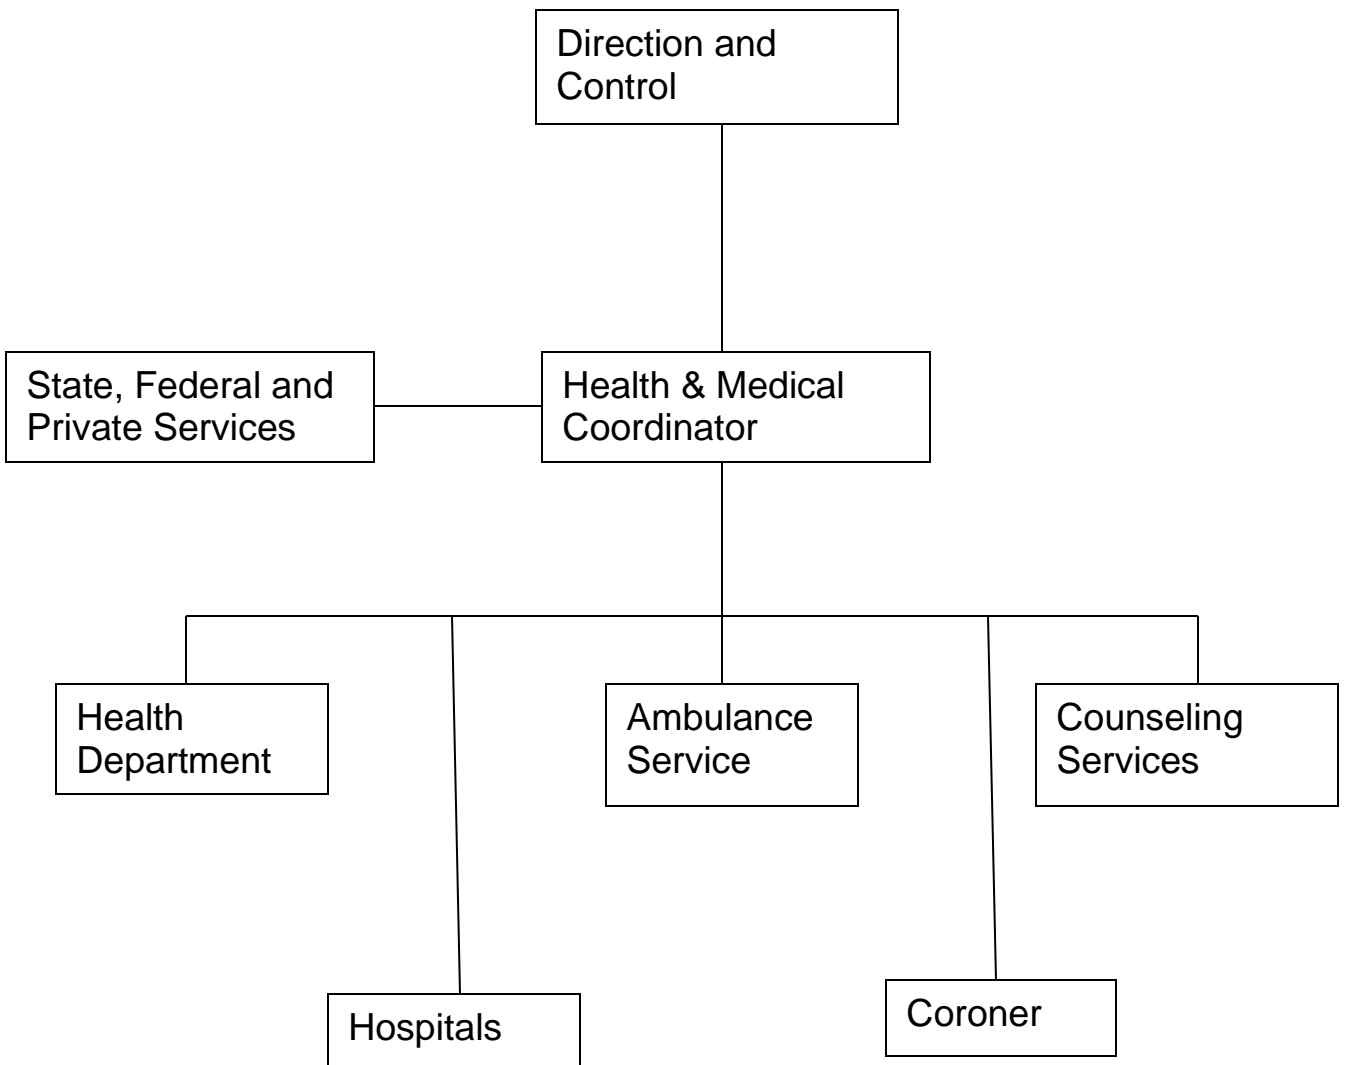 Direction and
Control
State, Federal and
Private Services
Health & Medical
Coordinator
Health
Department
Ambulance
Service
Counseling
Services
Hospitals
Coroner